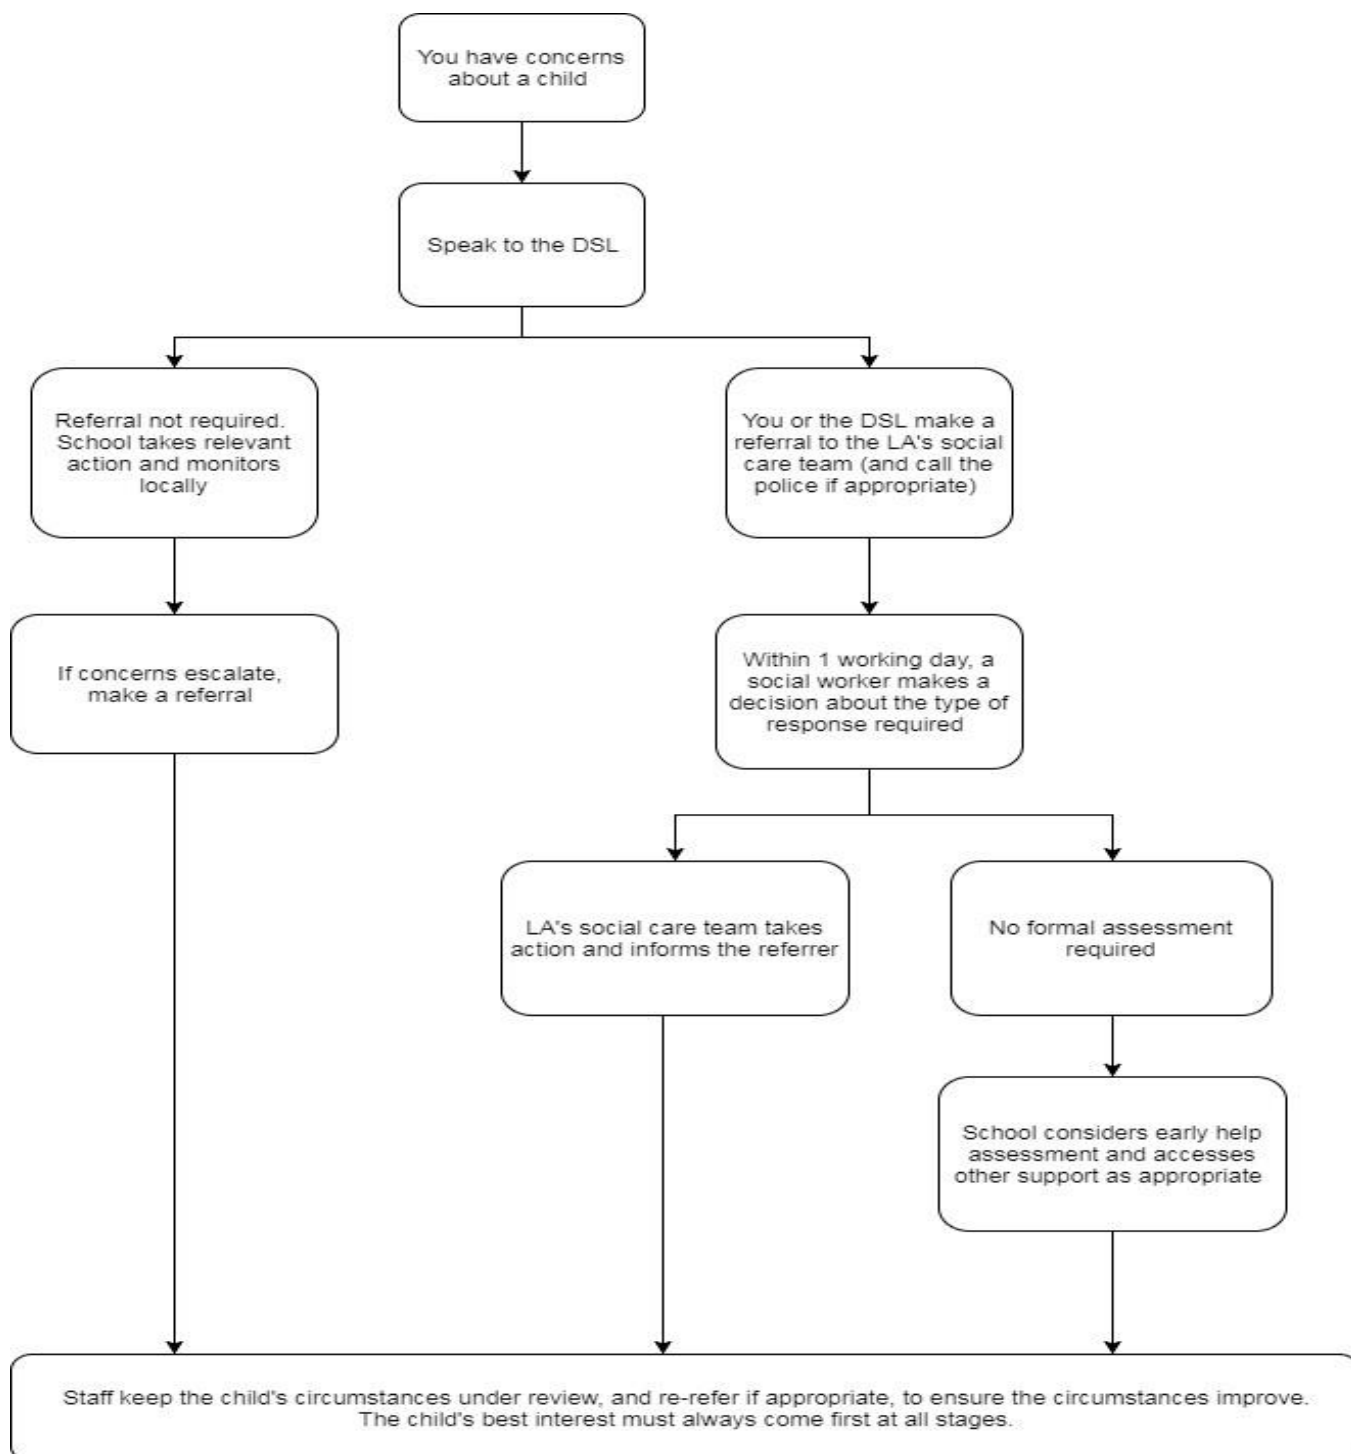 You have concerns
about a child
Speak to the DSL
Referral not required.
School takes relevant
action and monitors
locally
You or the DSL make a
referral to the LA's social
care team (and call the
police if appropriate)
If concerns escalate,
make a referral
Within 1 working day, a
social worker makes a
decision about the type of
response required
LA's social care team takes
action and informs the referrer
No formal assessment
required
School considers early help
assessment and accesses
other support as appropriate
Staff keep the child's circumstances under review, and re-refer if appropriate, to ensure the circumstances improve.
The child's best interest must always come first at all stages.